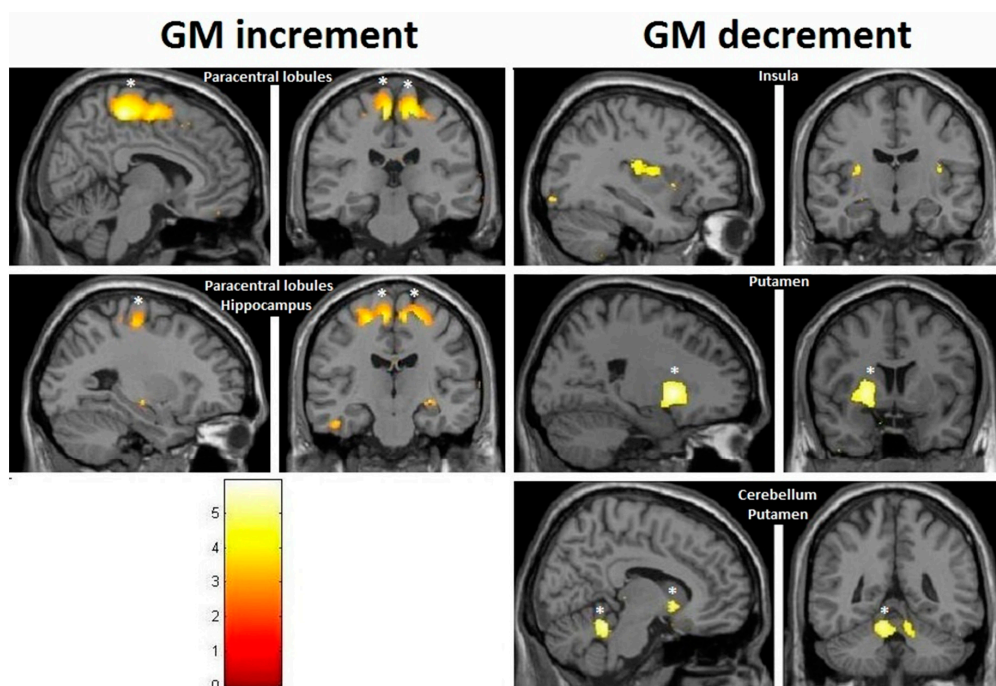 GM increment
GM decrement
Paracentral lobules
*
* *
Insula
Paracentral lobules
Hippocampus
*
* *
Putamen
*
*
Cerebellum
Putamen
*
*
*
5
4
3
2
1
0